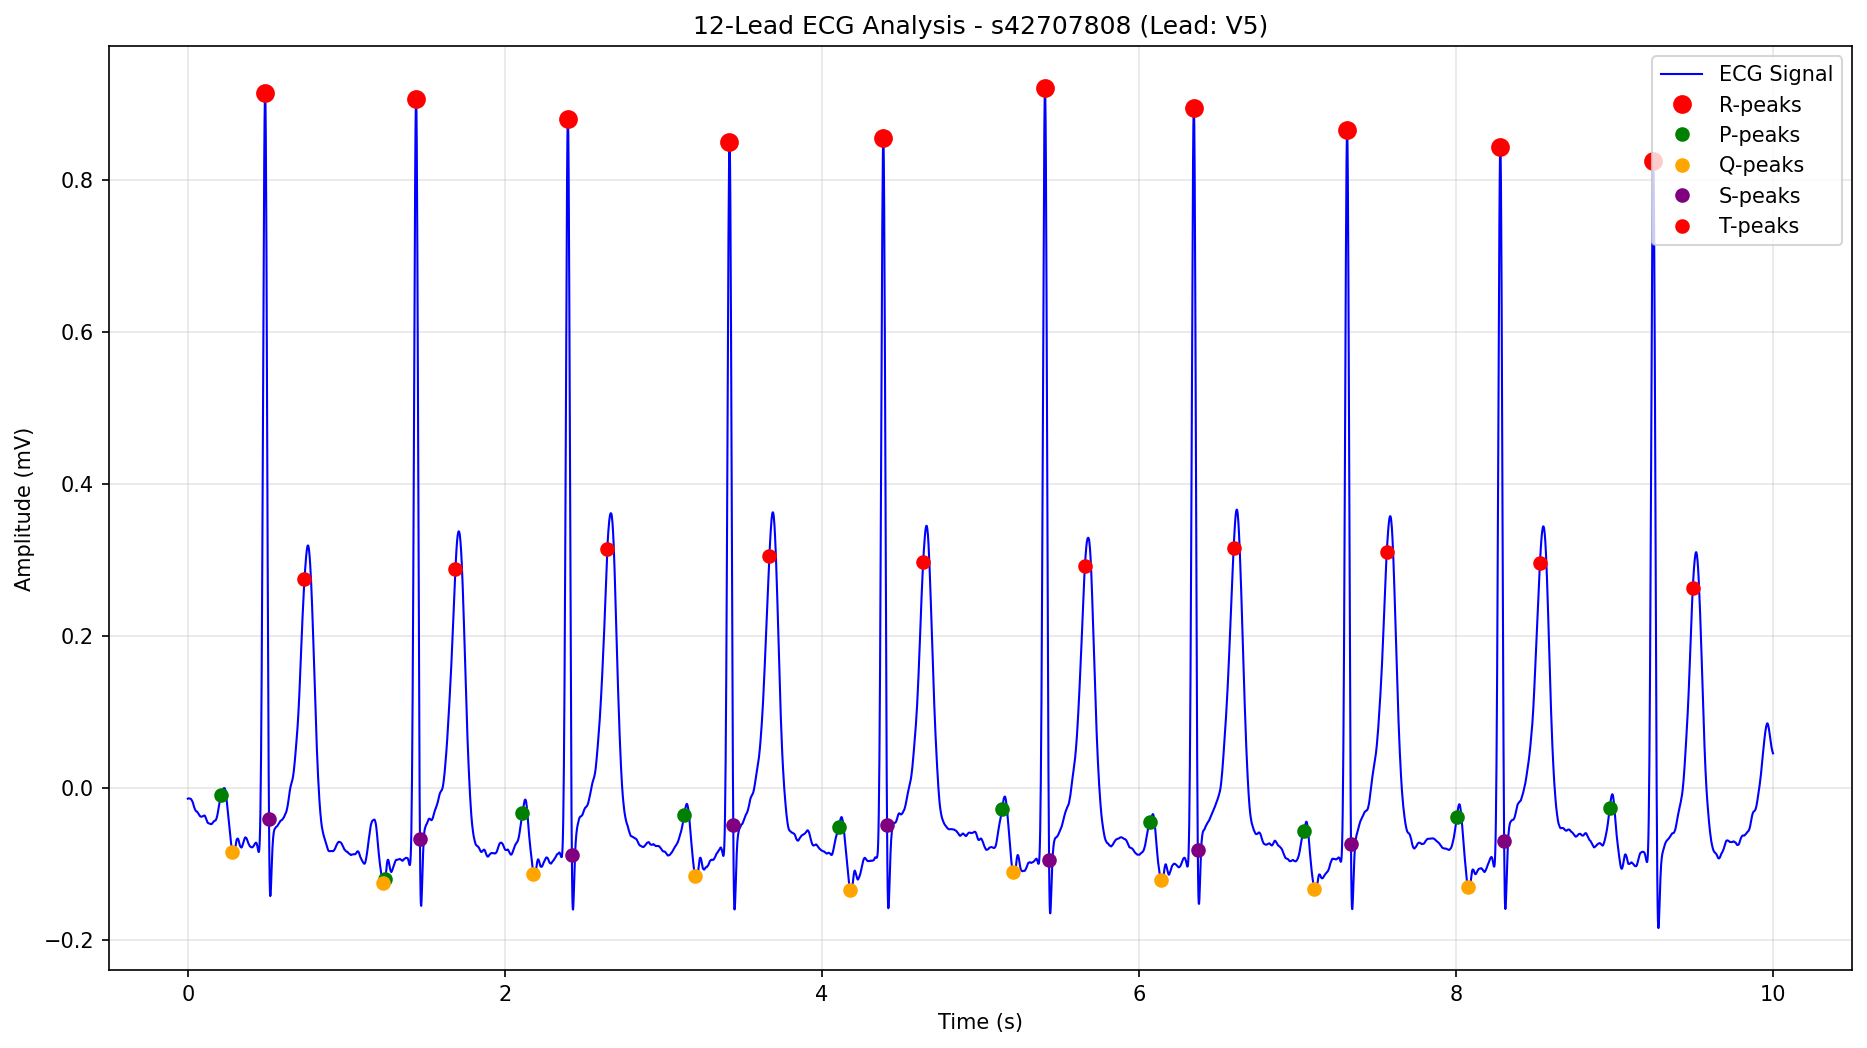 12-Lead ECG Analysis - s42707808 (Lead: V5)
ECG Signal
R-peaks
P-peaks
Q-peaks
S-peaks
T-peaks
Amplitude (mV)
0.8
0.6
0.4
0.2
0.0
−0.2
0 2 4 6 8 10
Time (s)